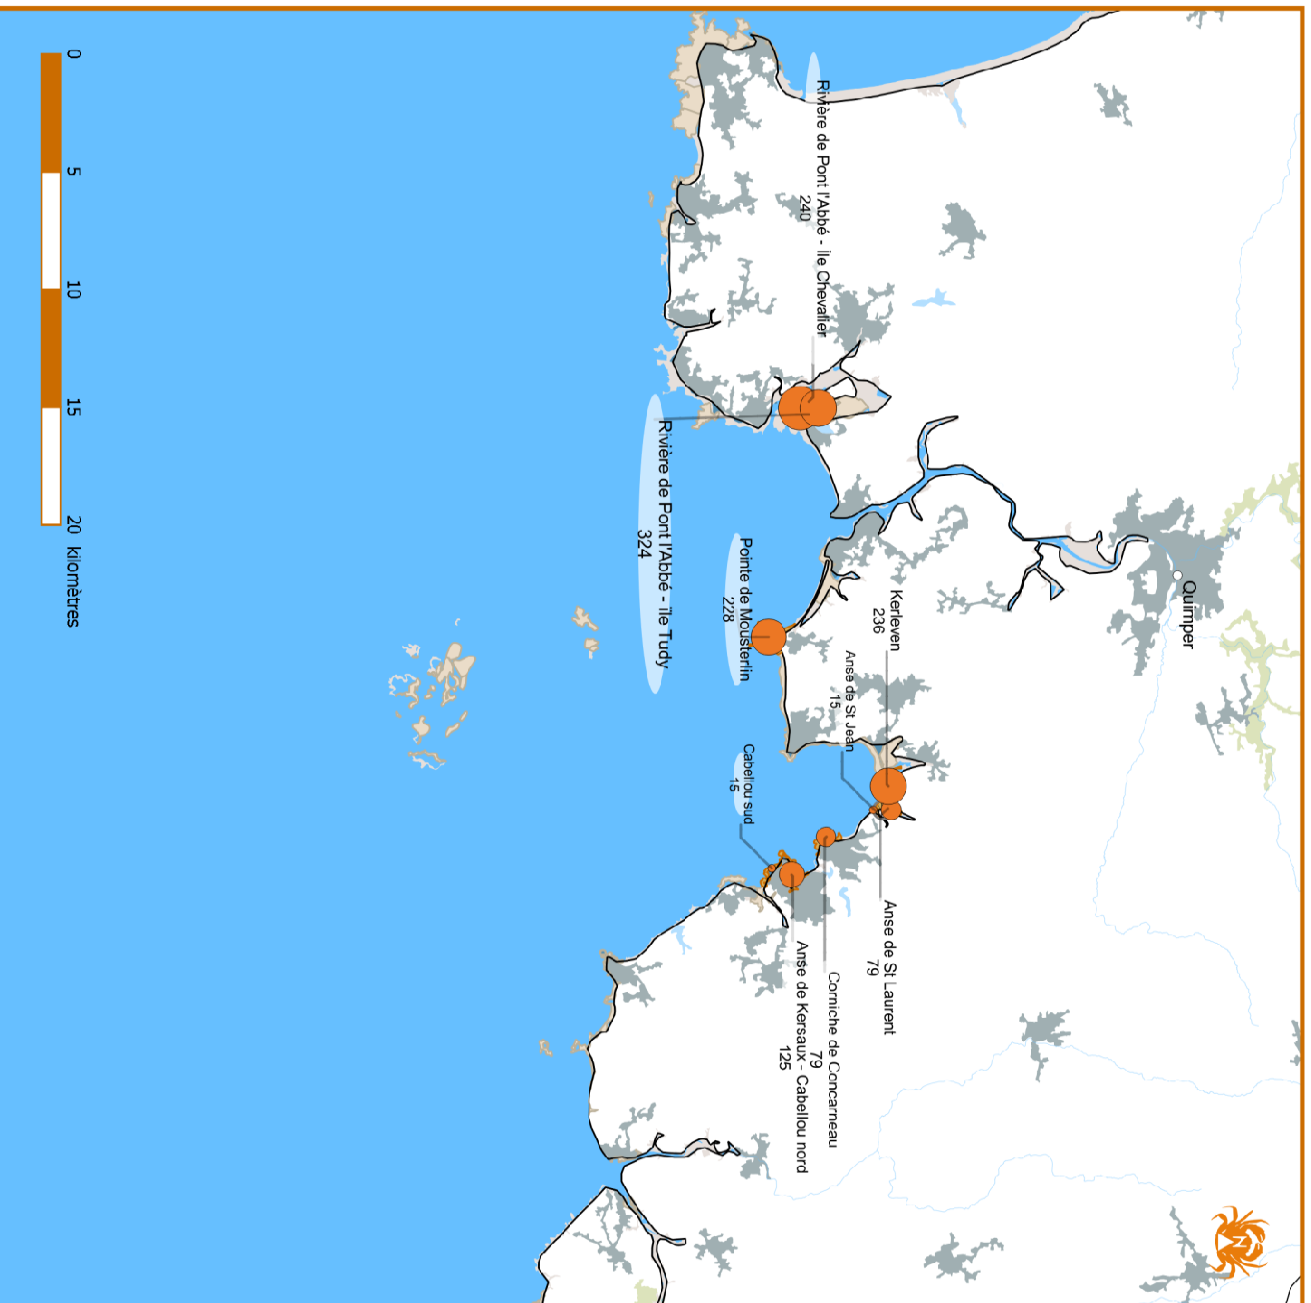 Quimper
Rivière de Pont l'Abbé - île Chevalier
240
Kerleven
236
Anse de St Laurent
79
Anse de St Jean
15
Corniche de Concarneau
79
Anse de Kersaux - Cabellou nord
125
Cabellou sud
15
Pointe de Mousterlin
228
Rivière de Pont l'Abbé - île Tudy
324
0 5 10 15 20 kilomètres
N